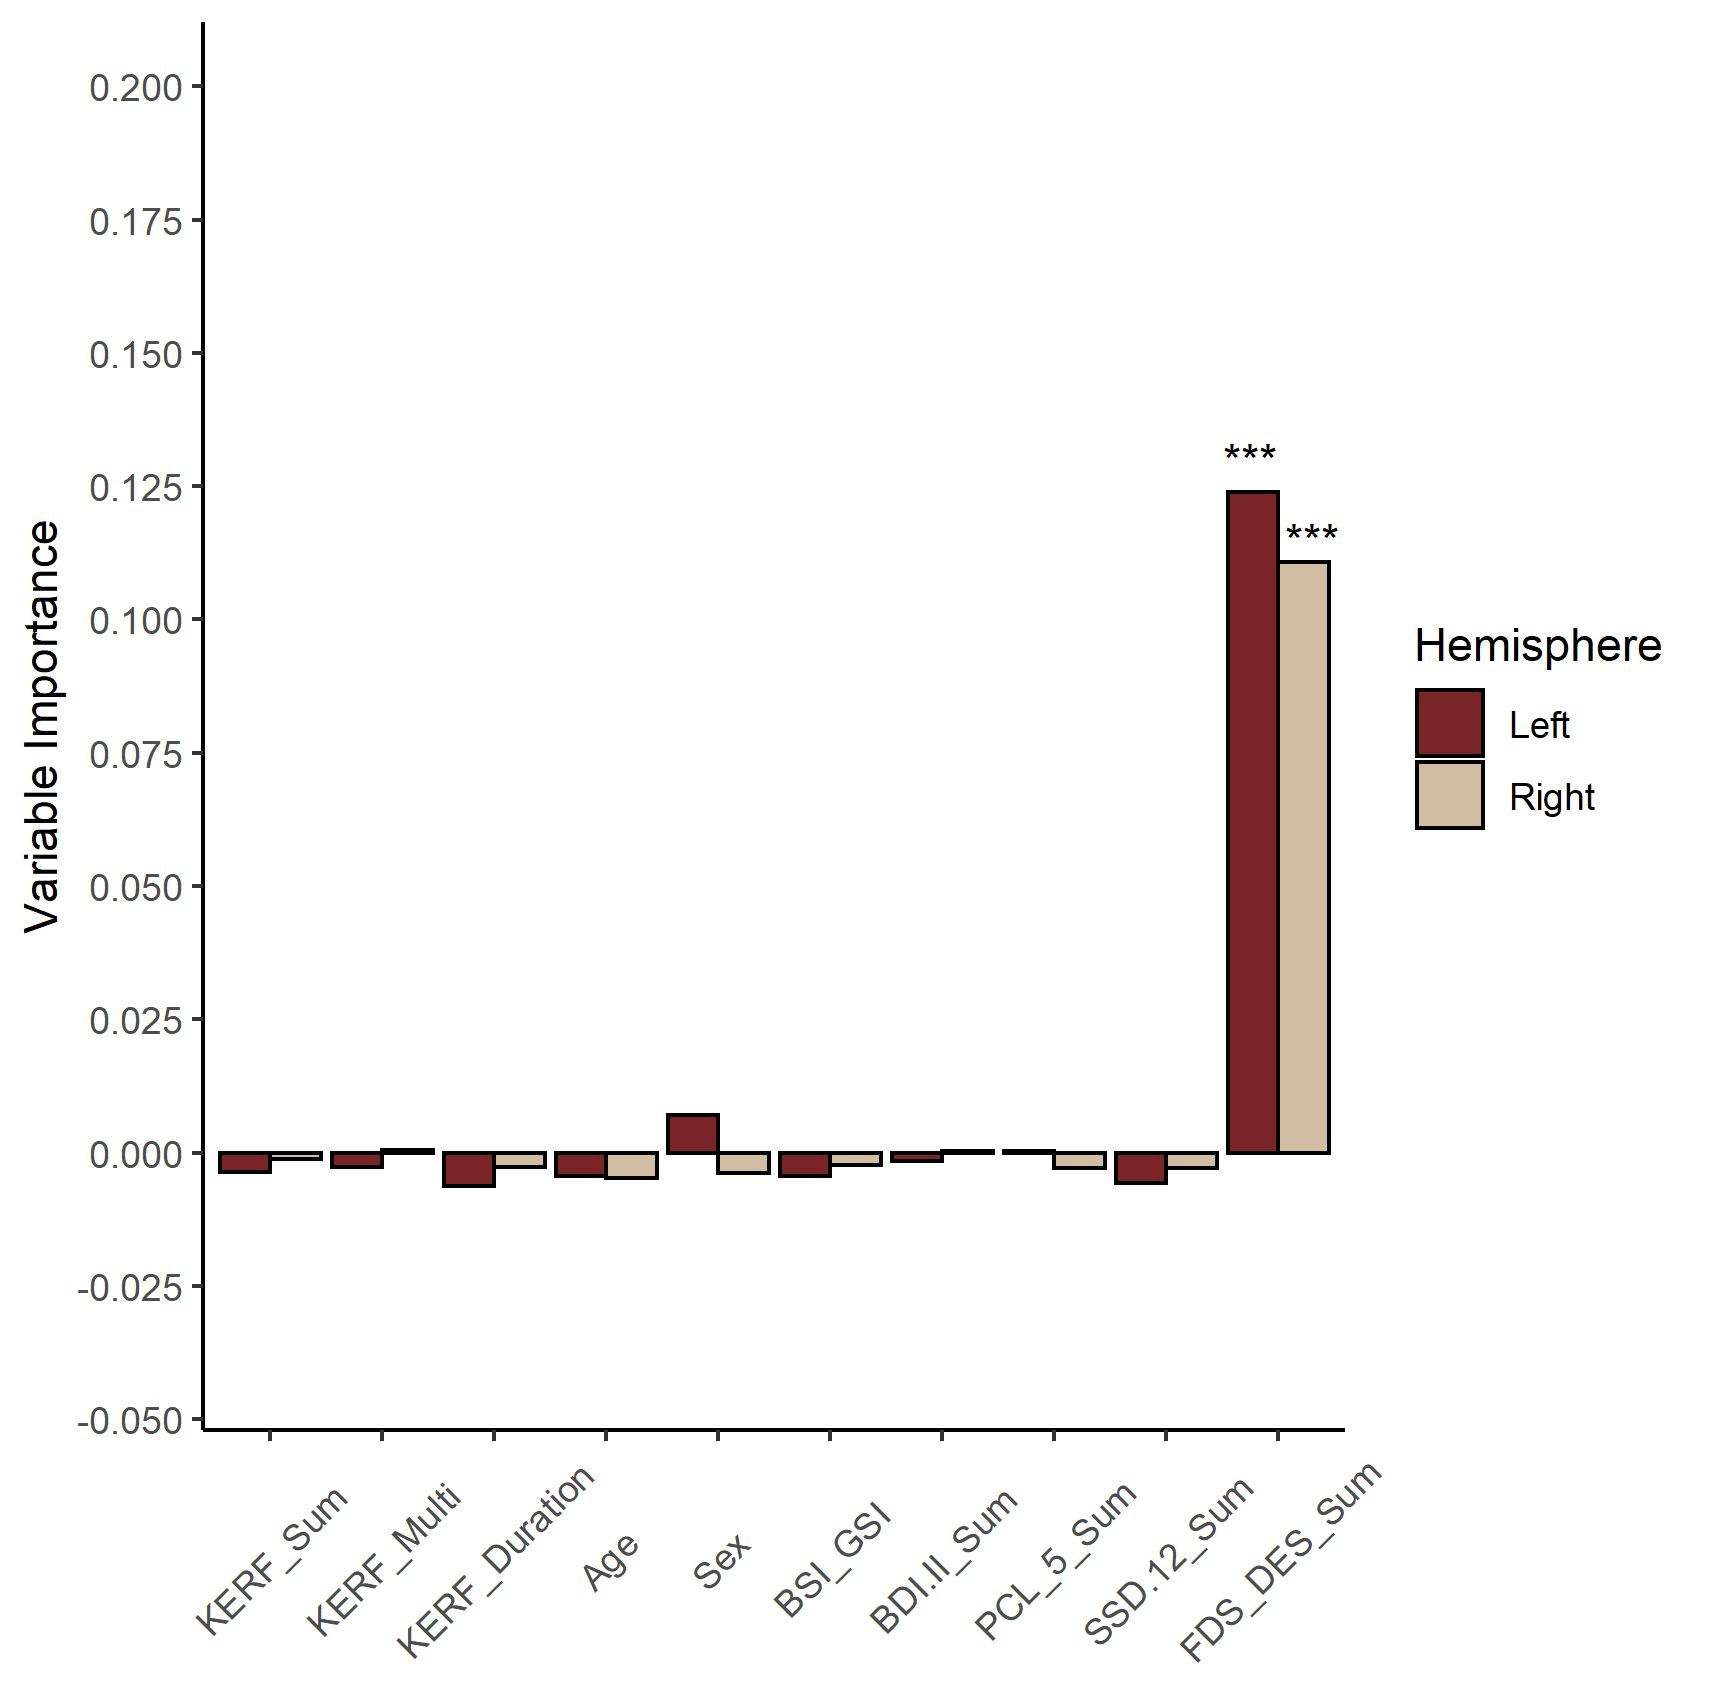 Variable Importance
0.200
0.175
0.150
0.125
0.100
0.075
0.050
0.025
0.000
-0.025
-0.050
***
***
KERF_Sum
KERF_Multi
KERF_Duration
Age
Sex
BSI_GSI
BDI.II_Sum
PCL_5_Sum
SSD.12_Sum
FDS_DES_Sum
Hemisphere
Left
Right